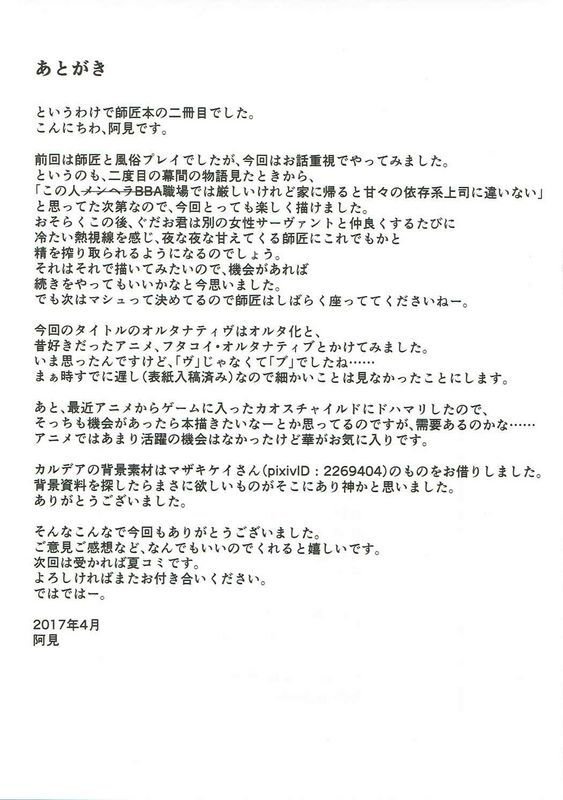 あとがき
というわけで師匠本の二冊目でした。
こんにちわ、阿見です。
前回は師匠と風俗プレイでしたが、今回はお話重視でやってみました。
というのも、二度目の幕間の物語見たときから、
「この人メンヘラBBA職場では厳しいけれど家に帰ると甘々の依存系上司に違いない」
と思ってた次第なので、今回とっても楽しく描けました。
おそらくこの後、ぐだお君は別の女性サーヴァントと仲良くするたびに
冷たい熱視線を感じ、夜な夜な甘えてくる師匠にこれでもかと
精を搾り取られるようになるのでしょう。
それはそれで描いてみたいので、機会があれば
続きをやってもいいかなと今思いました。
でも次はマシュって決めてるので師匠はしばらく座っててくださいねー。
今回のタイトルのオルタナティヴはオルタ化と、
昔好きだったアニメ、フタコイ・オルタナティブとかけてみました。
いま思ったんですけど、「ヴ」じゃなくて「ブ」でしたね……
まぁ時すでに遅し(表紙入稿済み)なので細かいことは見なかったことにします。
あと、最近アニメからゲームに入ったカオスチャイルドにドハマリしたので、
そっちも機会があったら本描きたいなーとか思ってるのですが、需要あるのかな……
アニメではあまり活躍の機会はなかったけど華がお気に入りです。
カルデアの背景素材はマザキケイさん(pixivID：2269404)のものをお借りしました。
背景資料を探したらまさに欲しいものがそこにあり神かと思いました。
ありがとうございました。
そんなこんなで今回もありがとうございました。
ご意見ご感想など、なんでもいいのでくれると嬉しいです。
次回は受かれば夏コミです。
よろしければまたお付き合いください。
ではではー。
2017年4月
阿見